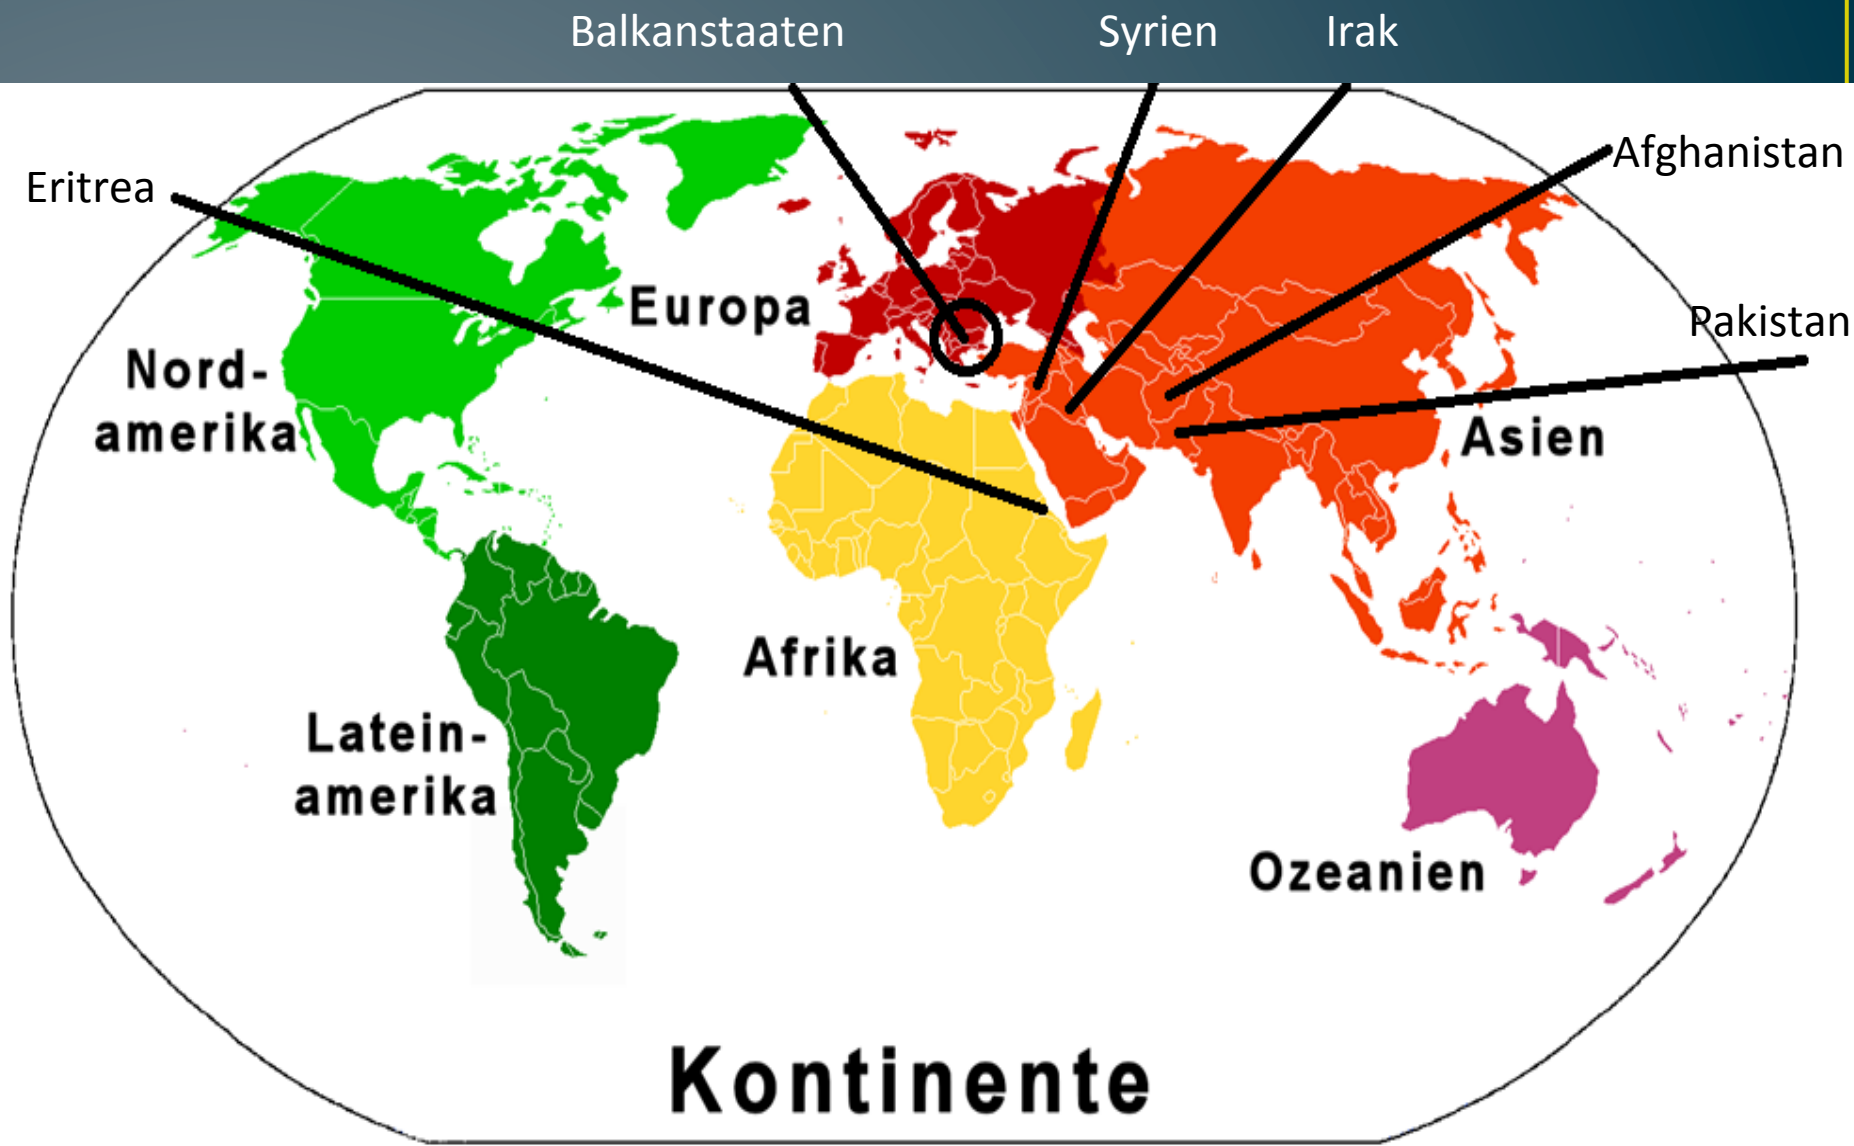 Balkanstaaten
Syrien
Irak
Afghanistan
Eritrea
Europa
Pakistan
Nord-
amerika
Asien
Afrika
Latein-
amerika
Ozeanien
Kontinente